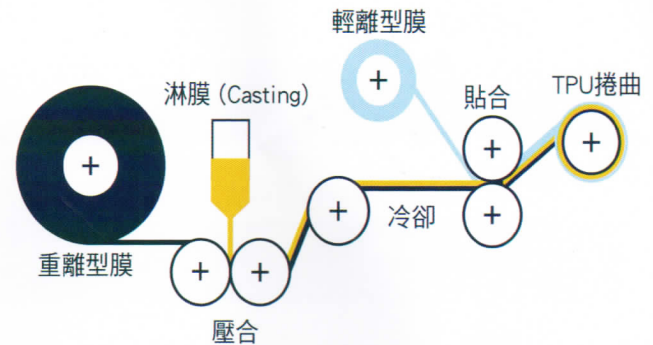 輕離型膜
淋膜 (Casting)
貼合
TPU捲曲
冷卻
重離型膜
壓合